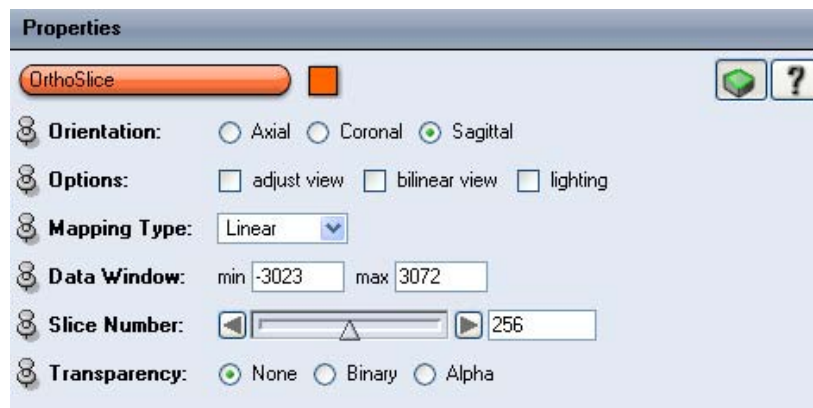 Properties
OrthoSlice ?
Orientation: Axial Coronal Sagittal
Options: adjust view bilinear view lighting
Mapping Type: Linear
Data Window: min -3023 max 3072
Slice Number: 256
Transparency: None Binary Alpha